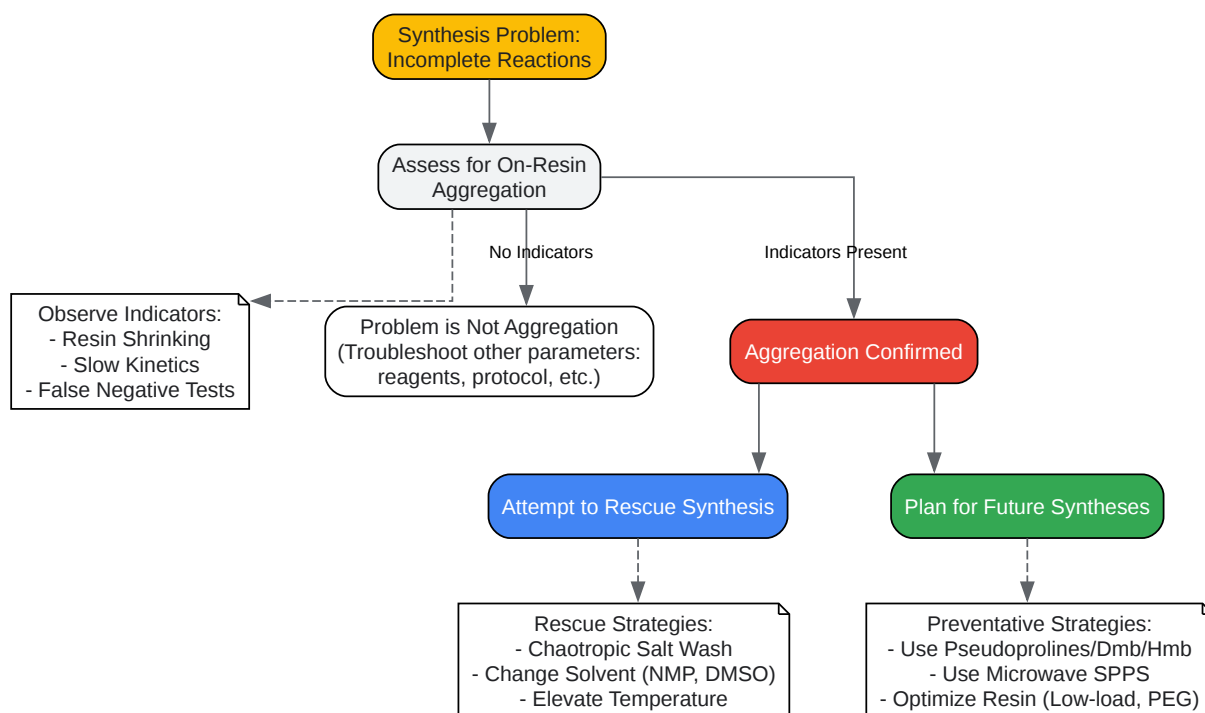 Synthesis Problem:
Incomplete Reactions
Assess for On-Resin
Aggregation
No Indicators
Indicators Present
Observe Indicators:
- Resin Shrinking
- Slow Kinetics
- False Negative Tests
Problem is Not Aggregation
(Troubleshoot other parameters:
reagents, protocol, etc.)
Aggregation Confirmed
Attempt to Rescue Synthesis
Plan for Future Syntheses
Rescue Strategies:
- Chaotropic Salt Wash
- Change Solvent (NMP, DMSO)
- Elevate Temperature
Preventative Strategies:
- Use Pseudoprolines/Dmb/Hmb
- Use Microwave SPPS
- Optimize Resin (Low-load, PEG)